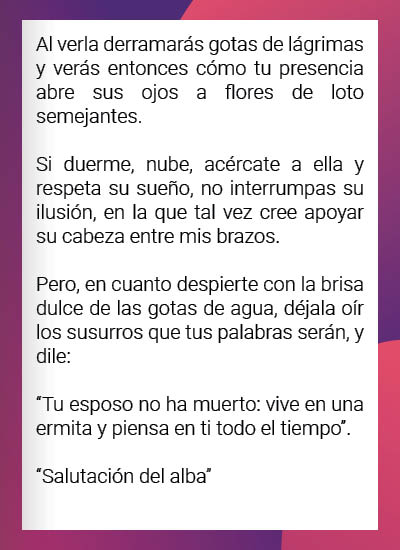 Al verla derramarás gotas de lágrimas
y verás entonces cómo tu presencia
abre sus ojos a flores de loto
semejantes.
Si duerme, nube, acércate a ella y
respeta su sueño, no interrumpas su
ilusión, en la que tal vez cree apoyar
su cabeza entre mis brazos.
Pero, en cuanto despierte con la brisa
dulce de las gotas de agua, déjala oír
los susurros que tus palabras serán, y
dile:
“Tu esposo no ha muerto: vive en una
ermita y piensa en ti todo el tiempo”.
“Salutación del alba”